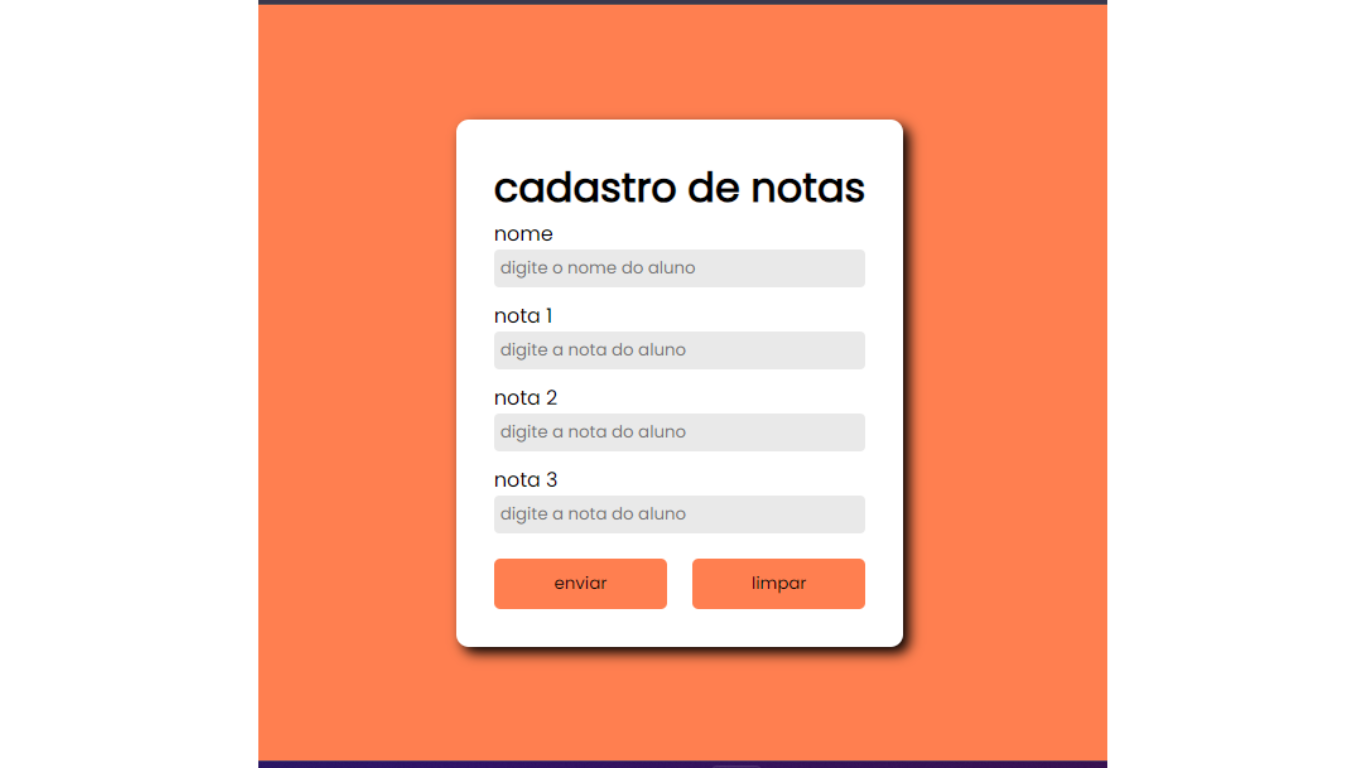 cadastro de notas
nome
digite o nome do aluno
nota 1
digite a nota do aluno
nota 2
digite a nota do aluno
nota 3
digite a nota do aluno
enviar limpar